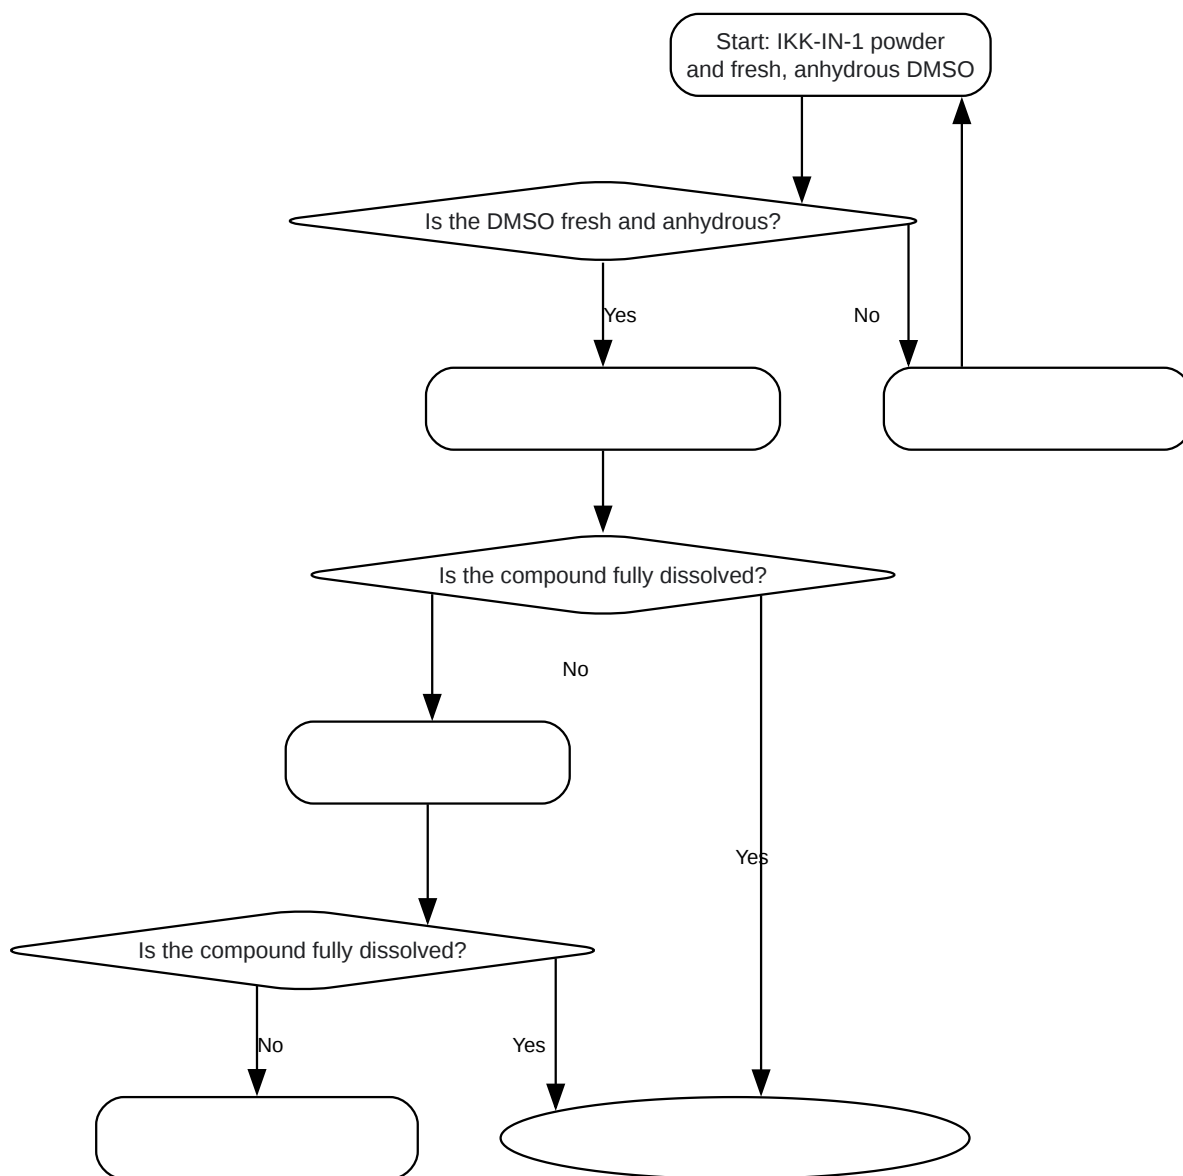 Start: IKK-IN-1 powder
and fresh, anhydrous DMSO
Is the DMSO fresh and anhydrous?
Yes
No
Is the compound fully dissolved?
No
Yes
Is the compound fully dissolved?
No
Yes